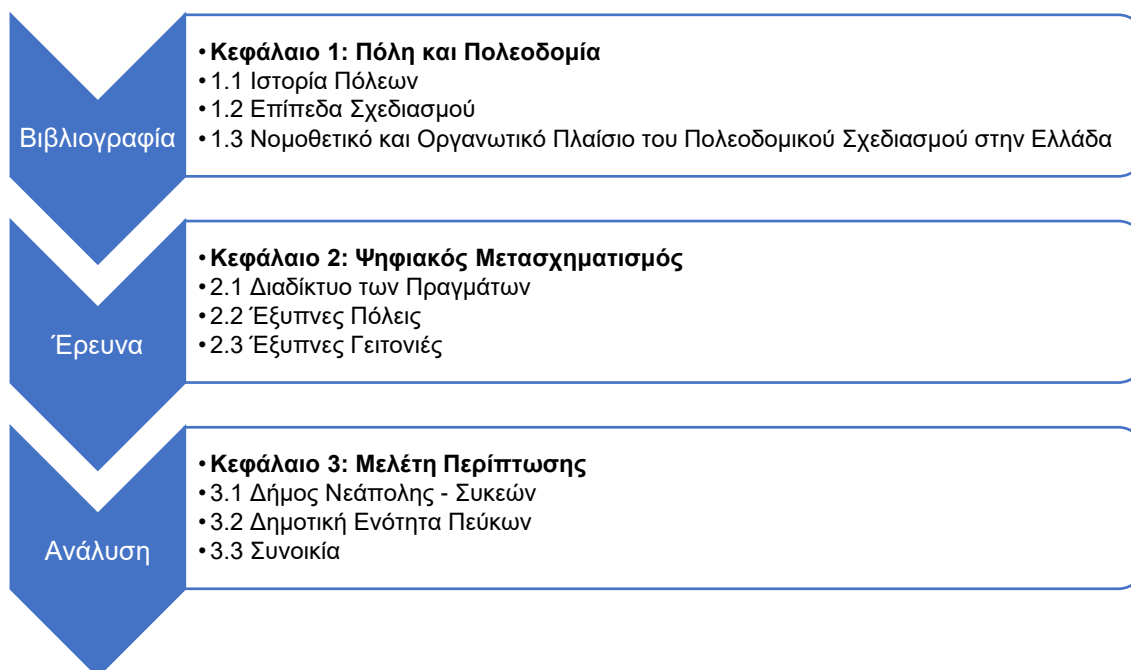 Βιβλιογραφία
• Κεφάλαιο 1: Πόλη και Πολεοδομία
• 1.1 Ιστορία Πόλεων
• 1.2 Επίπεδα Σχεδιασμού
• 1.3 Νομοθετικό και Οργανωτικό Πλαίσιο του Πολεοδομικού Σχεδιασμού στην Ελλάδα
Έρευνα
• Κεφάλαιο 2: Ψηφιακός Μετασχηματισμός
• 2.1 Διαδίκτυο των Πραγμάτων
• 2.2 Έξυπνες Πόλεις
• 2.3 Έξυπνες Γειτονιές
Ανάλυση
• Κεφάλαιο 3: Μελέτη Περίπτωσης
• 3.1 Δήμος Νεάπολης - Συκεών
• 3.2 Δημοτική Ενότητα Πεύκων
• 3.3 Συνοικία